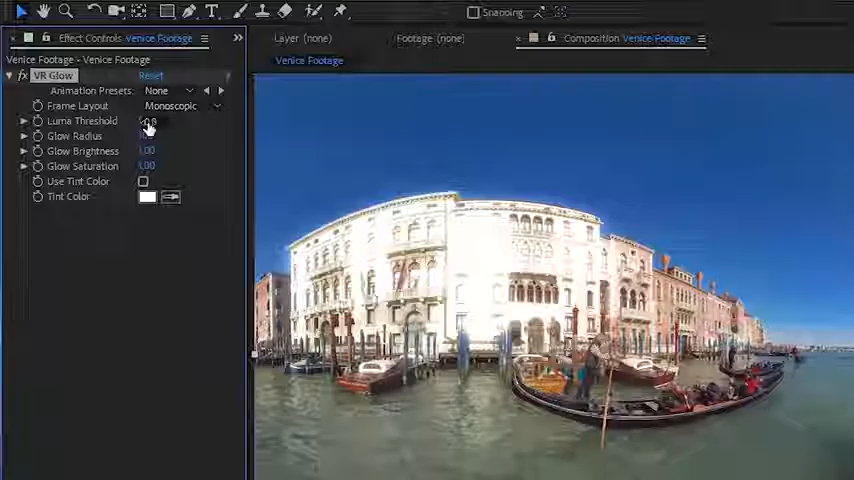 Snapping
Effect Controls Venice Footage
Layer (none)
Footage (none)
Composition Venice Footage
Venice Footage - Venice Footage
Venice Footage
fx VR Glow Reset
Animation Presets: None
Frame Layout Monoscopic
Luma Threshold
Glow Radius
Glow Brightness 1.00
Glow Saturation 1.00
Use Tint Color
Tint Color